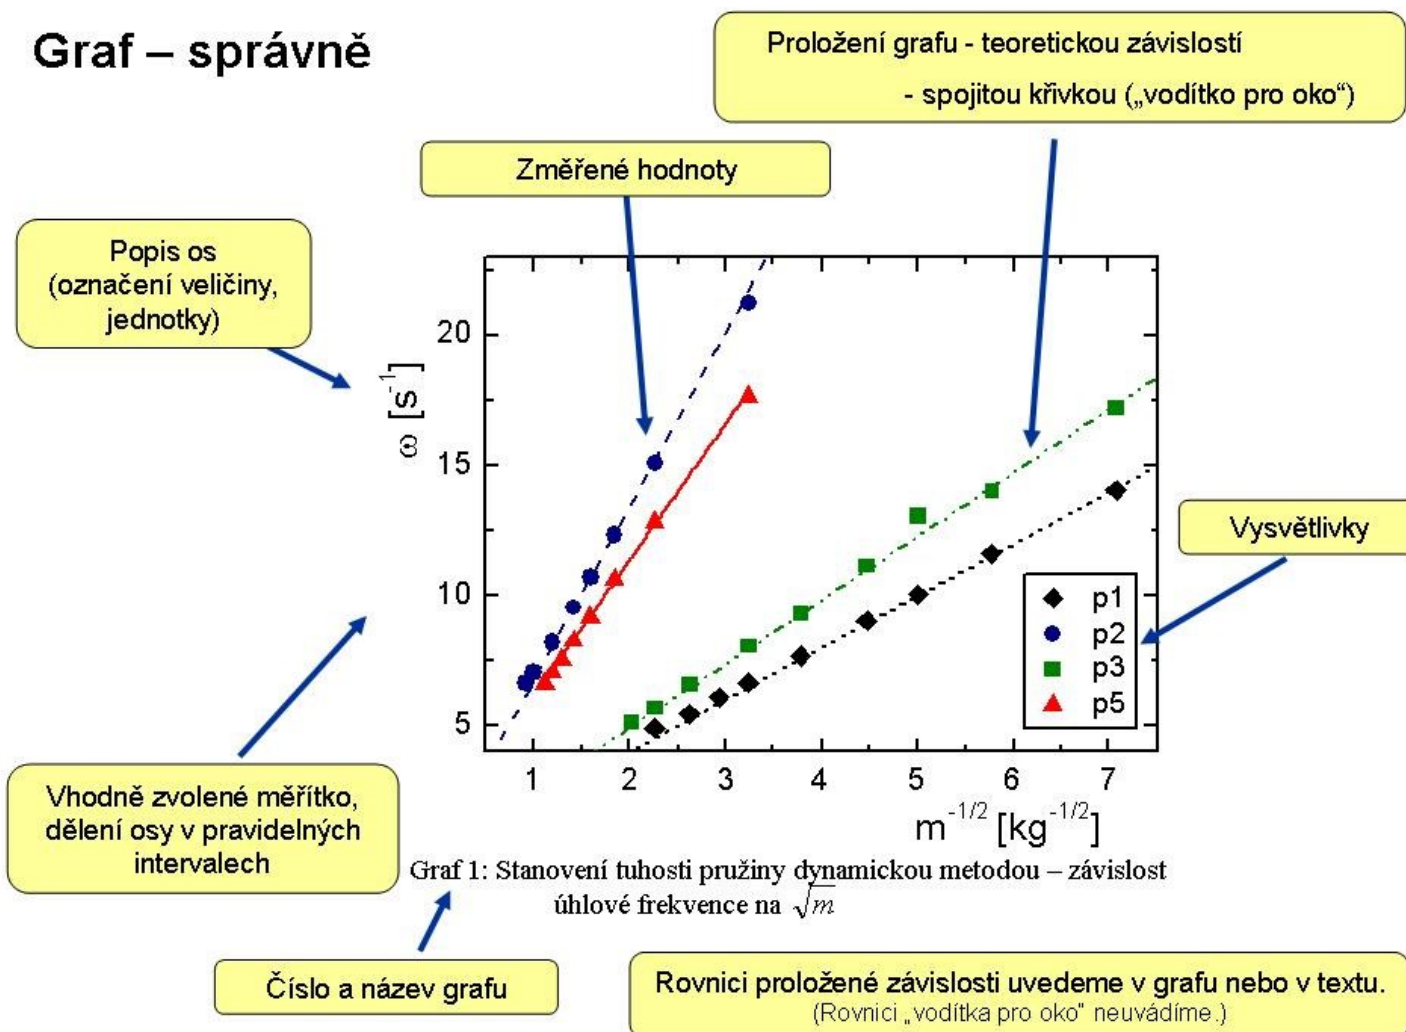 Graf – správně
Proložení grafu - teoretickou závislostí
- spojitou křivkou („vodítko pro oko“)
Změřené hodnoty
Popis os
(označení veličiny,
jednotky)
ω [s⁻¹]
20
15
10
5
Vysvětlivky
p1
p2
p3
p5
1 2 3 4 5 6 7
m⁻¹/² [kg⁻¹/²]
Vhodně zvolené měřítko,
dělení osy v pravidelných
intervalech
Graf 1: Stanovení tuhosti pružiny dynamickou metodou – závislost
úhlové frekvence na √m
Číslo a název grafu
Rovnici proložené závislosti uvedeme v grafu nebo v textu.
(Rovnici „vodítka pro oko“ neuvádíme.)